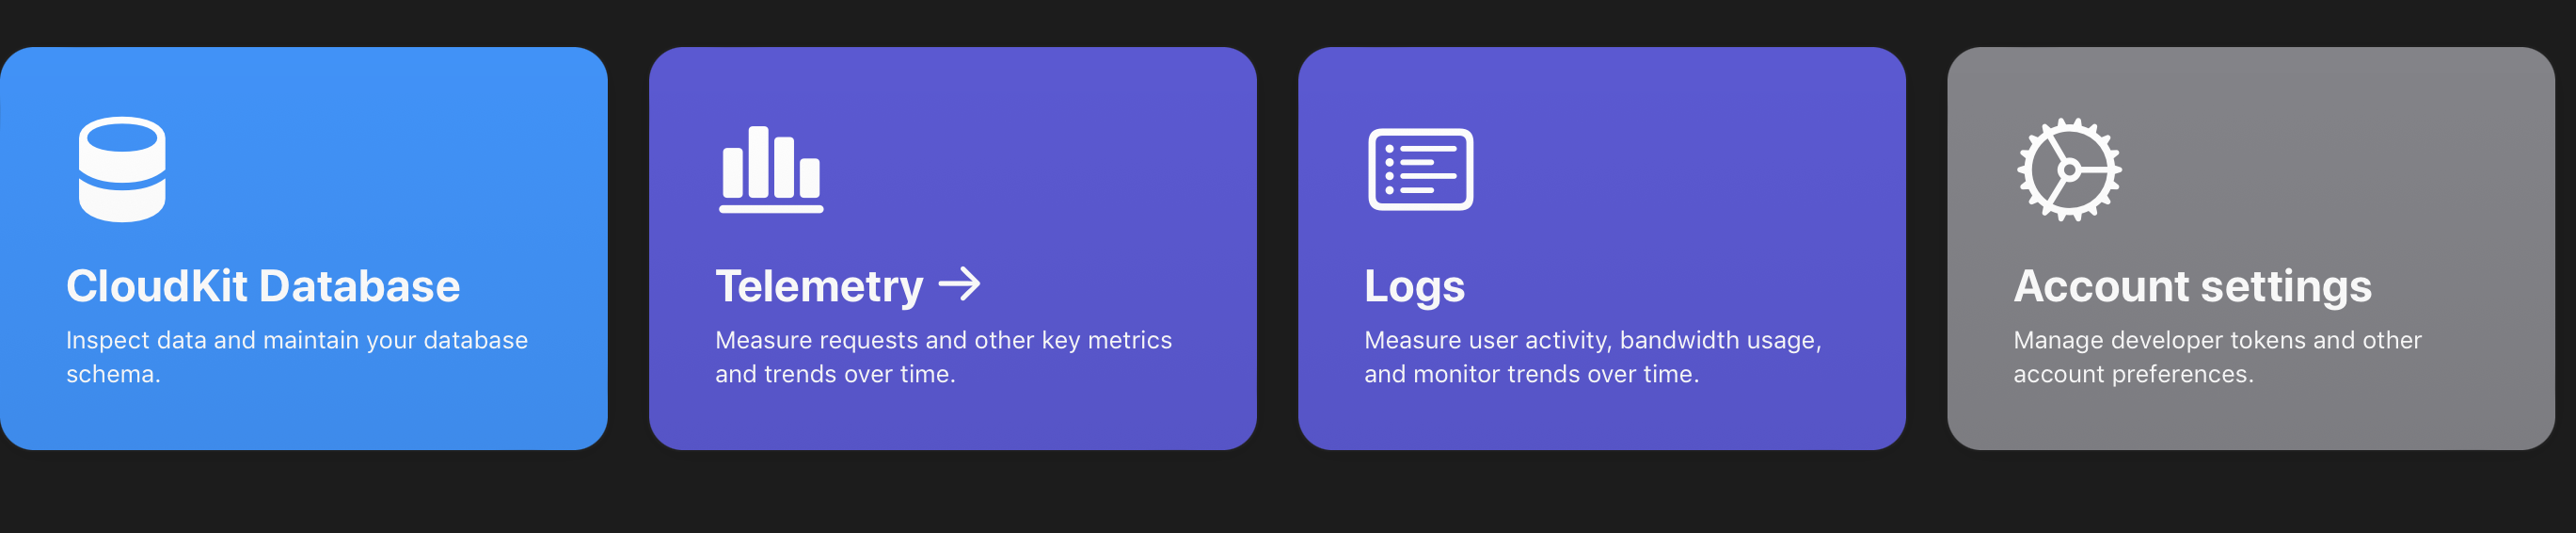 CloudKit Database
Inspect data and maintain your database
schema.
Telemetry →
Measure requests and other key metrics
and trends over time.
Logs
Measure user activity, bandwidth usage,
and monitor trends over time.
Account settings
Manage developer tokens and other
account preferences.